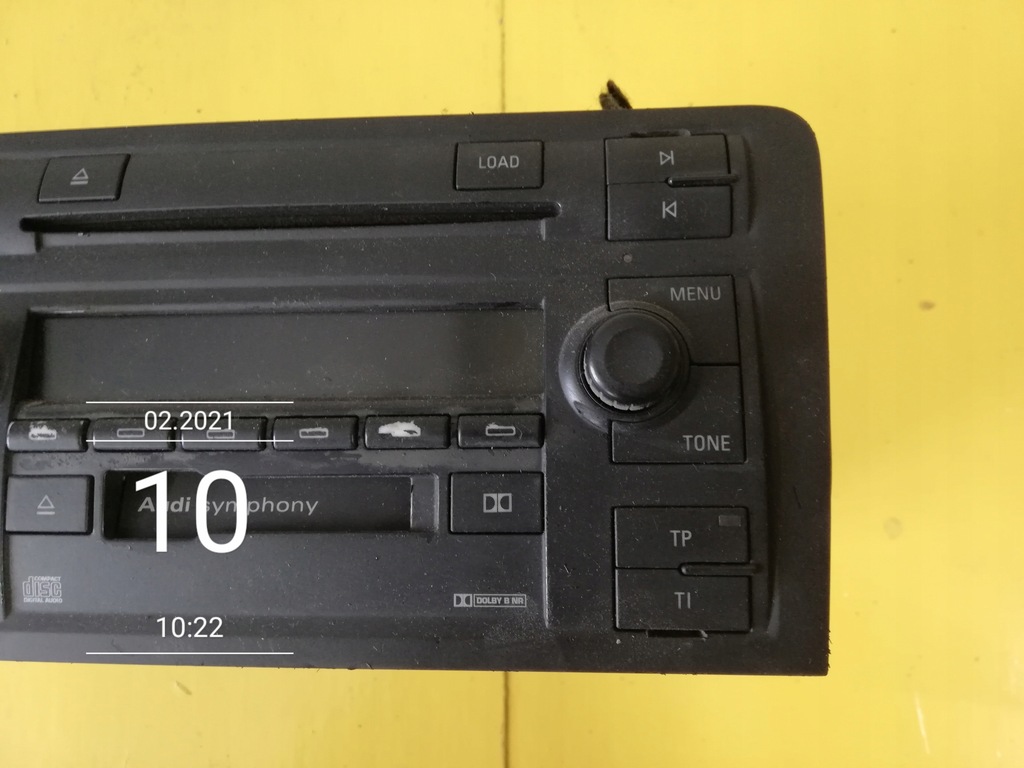 LOAD
MENU
02.2021
TONE
10
Audi symphony
TP
COMPACT
disc
DIGITAL AUDIO
DOLBY B NR
TI
10:22